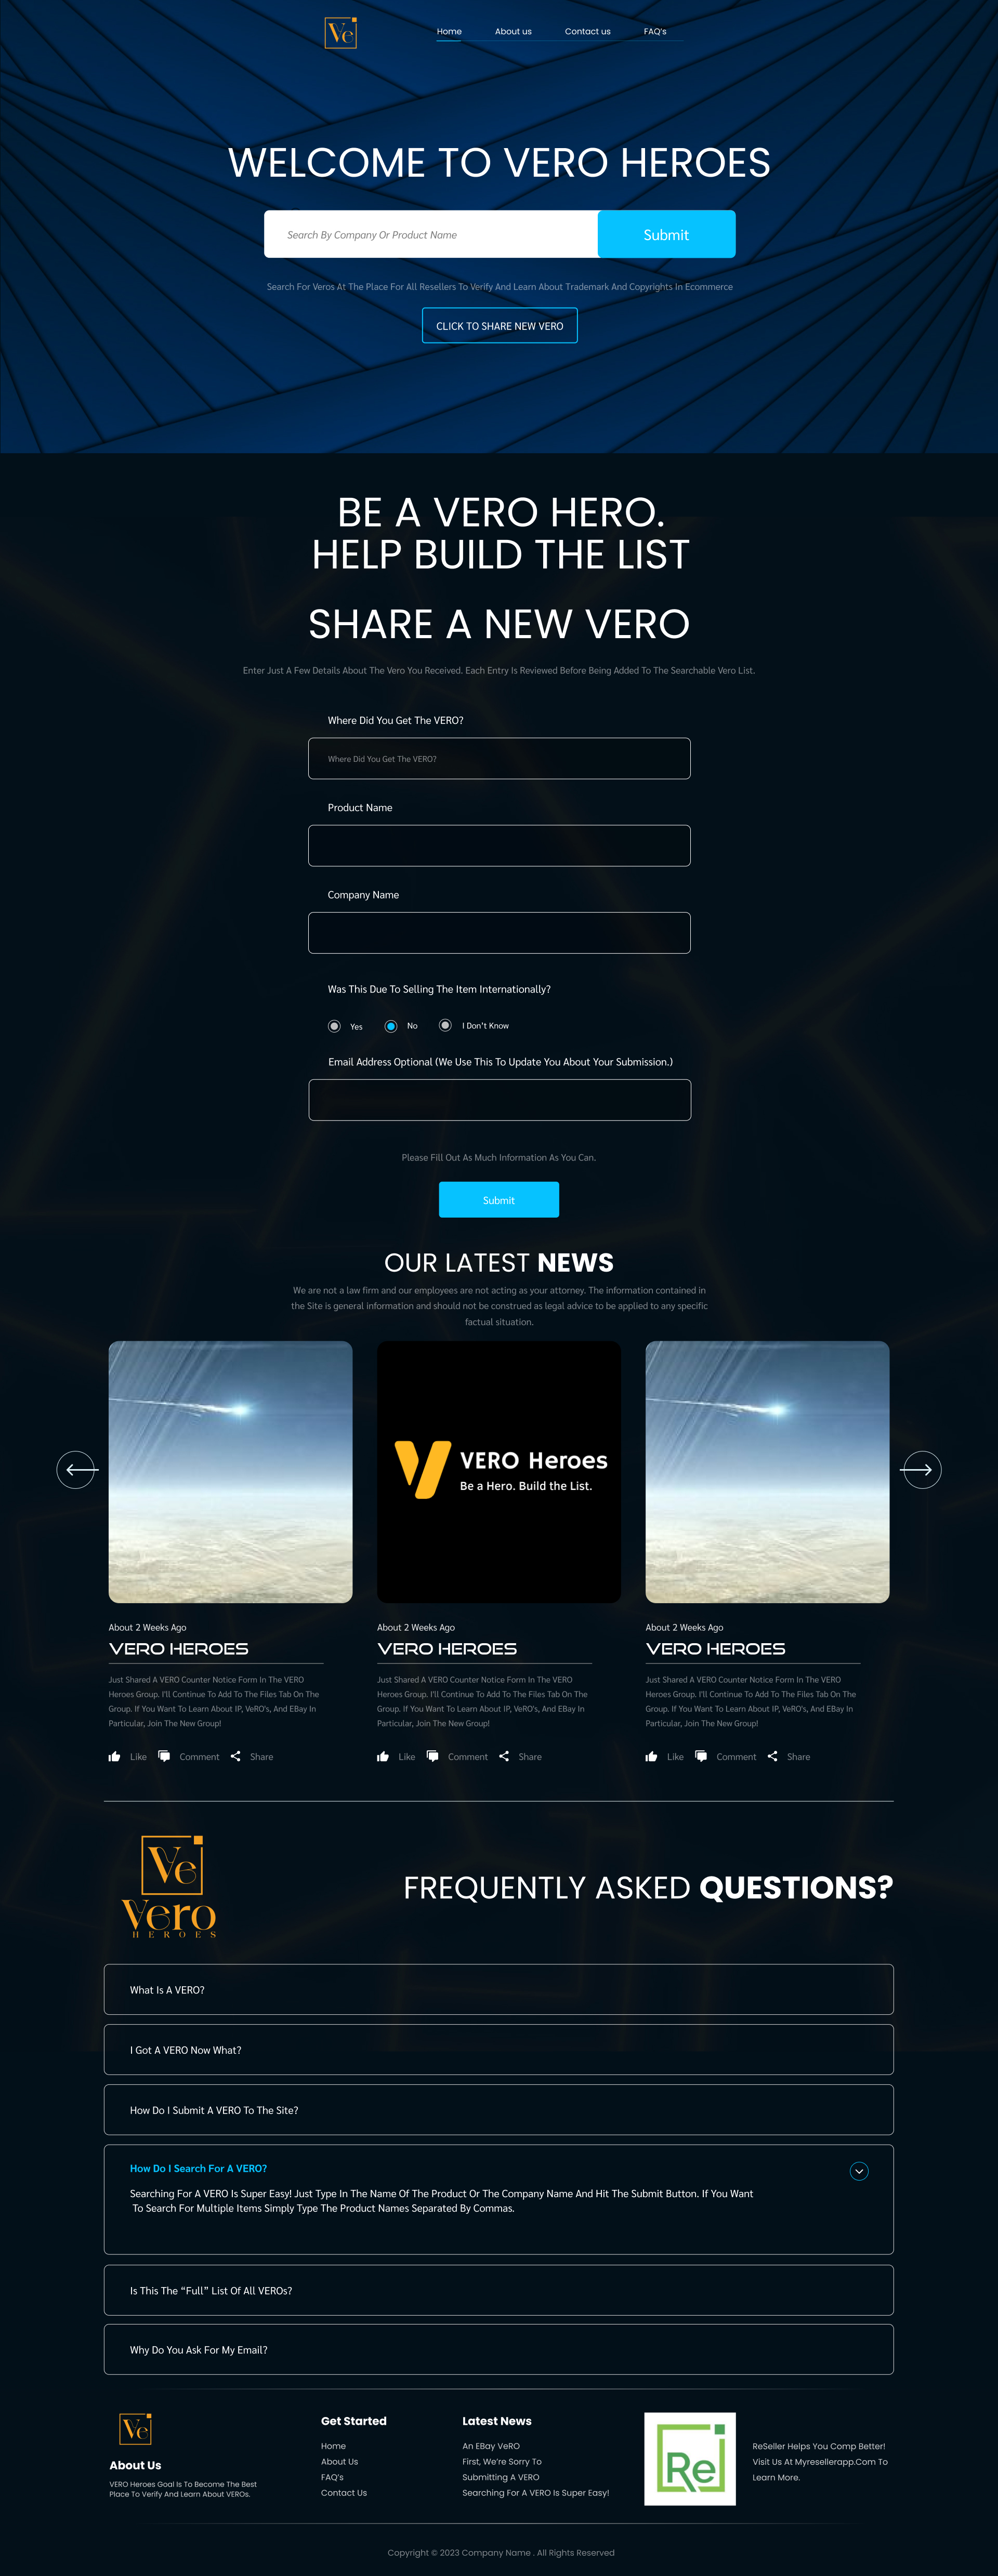 Ve
Home About us Contact us FAQ's
WELCOME TO VERO HEROES
Search By Company Or Product Name
Submit
Search For Veros At The Place For All Resellers To Verify And Learn About Trademark And Copyrights In Ecommerce
CLICK TO SHARE NEW VERO
BE A VERO HERO.
HELP BUILD THE LIST
SHARE A NEW VERO
Enter Just A Few Details About The Vero You Received. Each Entry Is Reviewed Before Being Added To The Searchable Vero List.
Where Did You Get The VERO?
Where Did You Get The VERO?
Product Name
Company Name
Was This Due To Selling The Item Internationally?
Yes No I Don't Know
Email Address Optional (We Use This To Update You About Your Submission.)
Please Fill Out As Much Information As You Can.
Submit
OUR LATEST NEWS
We are not a law firm and our employees are not acting as your attorney. The information contained in
the Site is general information and should not be construed as legal advice to be applied to any specific
factual situation.
VERO Heroes
Be a Hero. Build the List.
About 2 Weeks Ago
VERO HEROES
Just Shared A VERO Counter Notice Form In The VERO
Heroes Group. I'll Continue To Add To The Files Tab On The
Group. If You Want To Learn About IP, VeRO's, And EBay In
Particular, Join The New Group!
Like Comment Share
About 2 Weeks Ago
VERO HEROES
Just Shared A VERO Counter Notice Form In The VERO
Heroes Group. I'll Continue To Add To The Files Tab On The
Group. If You Want To Learn About IP, VeRO's, And EBay In
Particular, Join The New Group!
Like Comment Share
About 2 Weeks Ago
VERO HEROES
Just Shared A VERO Counter Notice Form In The VERO
Heroes Group. I'll Continue To Add To The Files Tab On The
Group. If You Want To Learn About IP, VeRO's, And EBay In
Particular, Join The New Group!
Like Comment Share
Ve
Vero
HEROES
FREQUENTLY ASKED QUESTIONS?
What Is A VERO?
I Got A VERO Now What?
How Do I Submit A VERO To The Site?
How Do I Search For A VERO?
Searching For A VERO Is Super Easy! Just Type In The Name Of The Product Or The Company Name And Hit The Submit Button. If You Want
To Search For Multiple Items Simply Type The Product Names Separated By Commas.
Is This The “Full” List Of All VEROs?
Why Do You Ask For My Email?
Ve
About Us
VERO Heroes Goal Is To Become The Best
Place To Verify And Learn About VEROs.
Get Started
Home
About Us
FAQ's
Contact Us
Latest News
An EBay VeRO
First, We're Sorry To
Submitting A VERO
Searching For A VERO Is Super Easy!
Re
ReSeller Helps You Comp Better!
Visit Us At Myresellerapp.Com To
Learn More.
Copyright © 2023 Company Name . All Rights Reserved